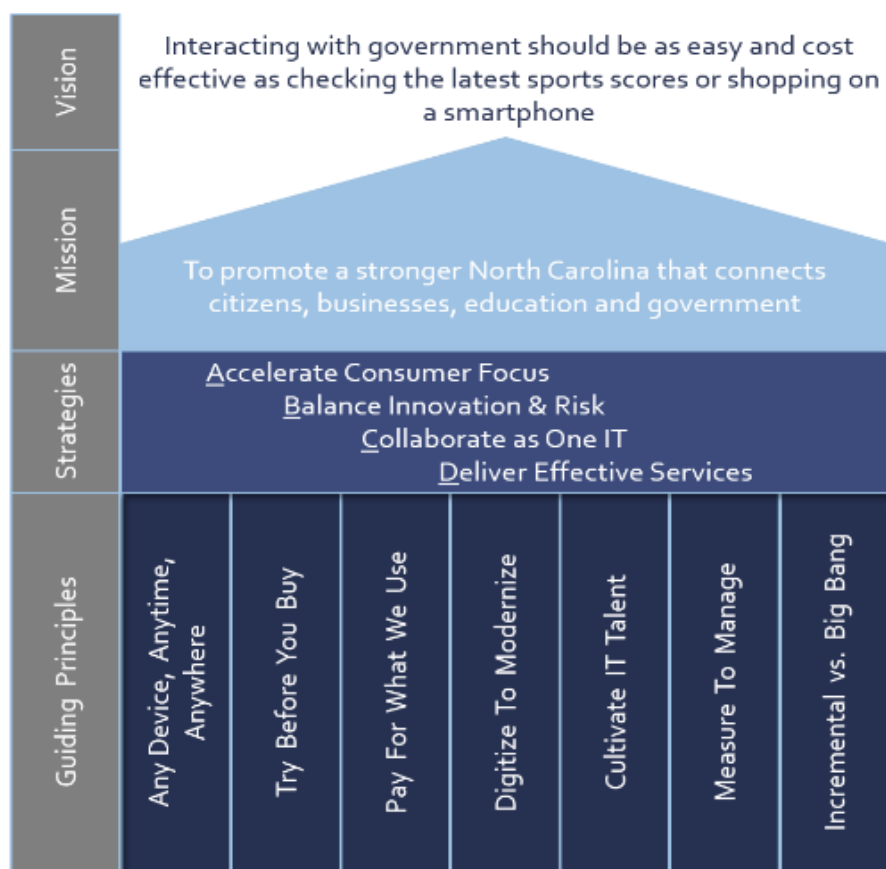 Vision
Interacting with government should be as easy and cost
effective as checking the latest sports scores or shopping on
a smartphone
Mission
To promote a stronger North Carolina that connects
citizens, businesses, education and government
Strategies
Accelerate Consumer Focus
Balance Innovation & Risk
Collaborate as One IT
Deliver Effective Services
Guiding Principles
Any Device, Anytime,
Anywhere
Try Before You Buy
Pay For What We Use
Digitize To Modernize
Cultivate IT Talent
Measure To Manage
Incremental vs. Big Bang